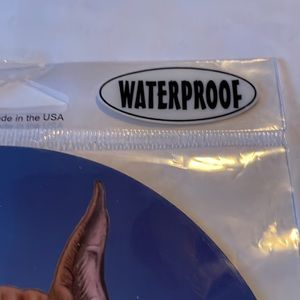 WATERPROOF
de in the USA